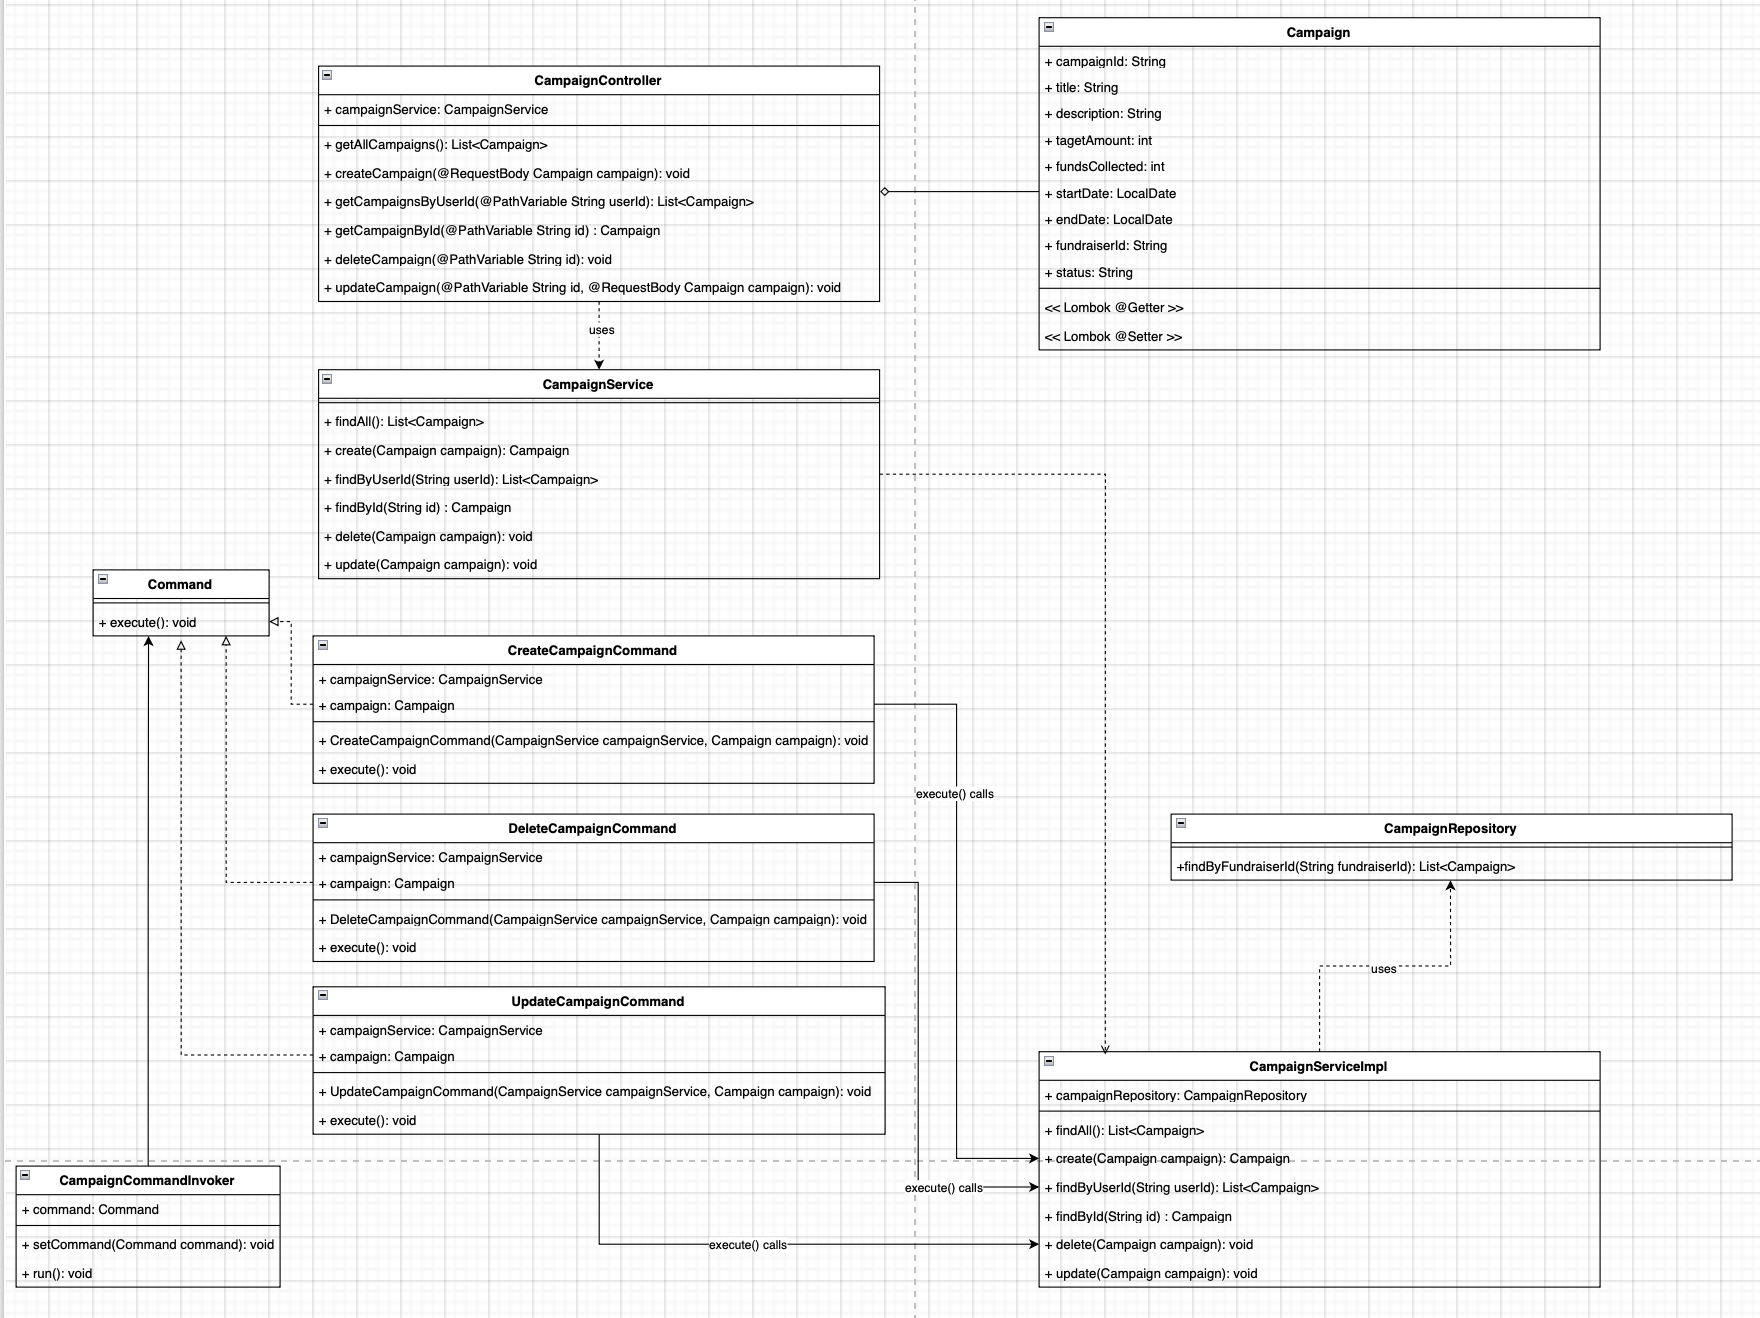 Campaign
+ campaignId: String
+ title: String
+ description: String
+ tagetAmount: int
+ fundsCollected: int
+ startDate: LocalDate
+ endDate: LocalDate
+ fundraiserId: String
+ status: String
<< Lombok @Getter >>
<< Lombok @Setter >>
CampaignController
+ campaignService: CampaignService
+ getAllCampaigns(): List<Campaign>
+ createCampaign(@RequestBody Campaign campaign): void
+ getCampaignsByUserId(@PathVariable String userId): List<Campaign>
+ getCampaignById(@PathVariable String id) : Campaign
+ deleteCampaign(@PathVariable String id): void
+ updateCampaign(@PathVariable String id, @RequestBody Campaign campaign): void
uses
CampaignService
+ findAll(): List<Campaign>
+ create(Campaign campaign): Campaign
+ findByUserId(String userId): List<Campaign>
+ findById(String id) : Campaign
+ delete(Campaign campaign): void
+ update(Campaign campaign): void
Command
+ execute(): void
CreateCampaignCommand
+ campaignService: CampaignService
+ campaign: Campaign
+ CreateCampaignCommand(CampaignService campaignService, Campaign campaign): void
+ execute(): void
execute() calls
DeleteCampaignCommand
+ campaignService: CampaignService
+ campaign: Campaign
+ DeleteCampaignCommand(CampaignService campaignService, Campaign campaign): void
+ execute(): void
CampaignRepository
+findByFundraiserId(String fundraiserId): List<Campaign>
uses
UpdateCampaignCommand
+ campaignService: CampaignService
+ campaign: Campaign
+ UpdateCampaignCommand(CampaignService campaignService, Campaign campaign): void
+ execute(): void
CampaignServiceImpl
+ campaignRepository: CampaignRepository
+ findAll(): List<Campaign>
+ create(Campaign campaign): Campaign
+ findByUserId(String userId): List<Campaign>
+ findById(String id) : Campaign
+ delete(Campaign campaign): void
+ update(Campaign campaign): void
execute() calls
execute() calls
CampaignCommandInvoker
+ command: Command
+ setCommand(Command command): void
+ run(): void